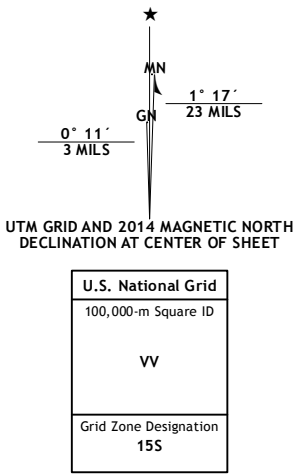 ★
MN
1° 17´
23 MILS
GN
0° 11´
3 MILS
UTM GRID AND 2014 MAGNETIC NORTH
DECLINATION AT CENTER OF SHEET
U.S. National Grid
100,000-m Square ID
VV
Grid Zone Designation
15S